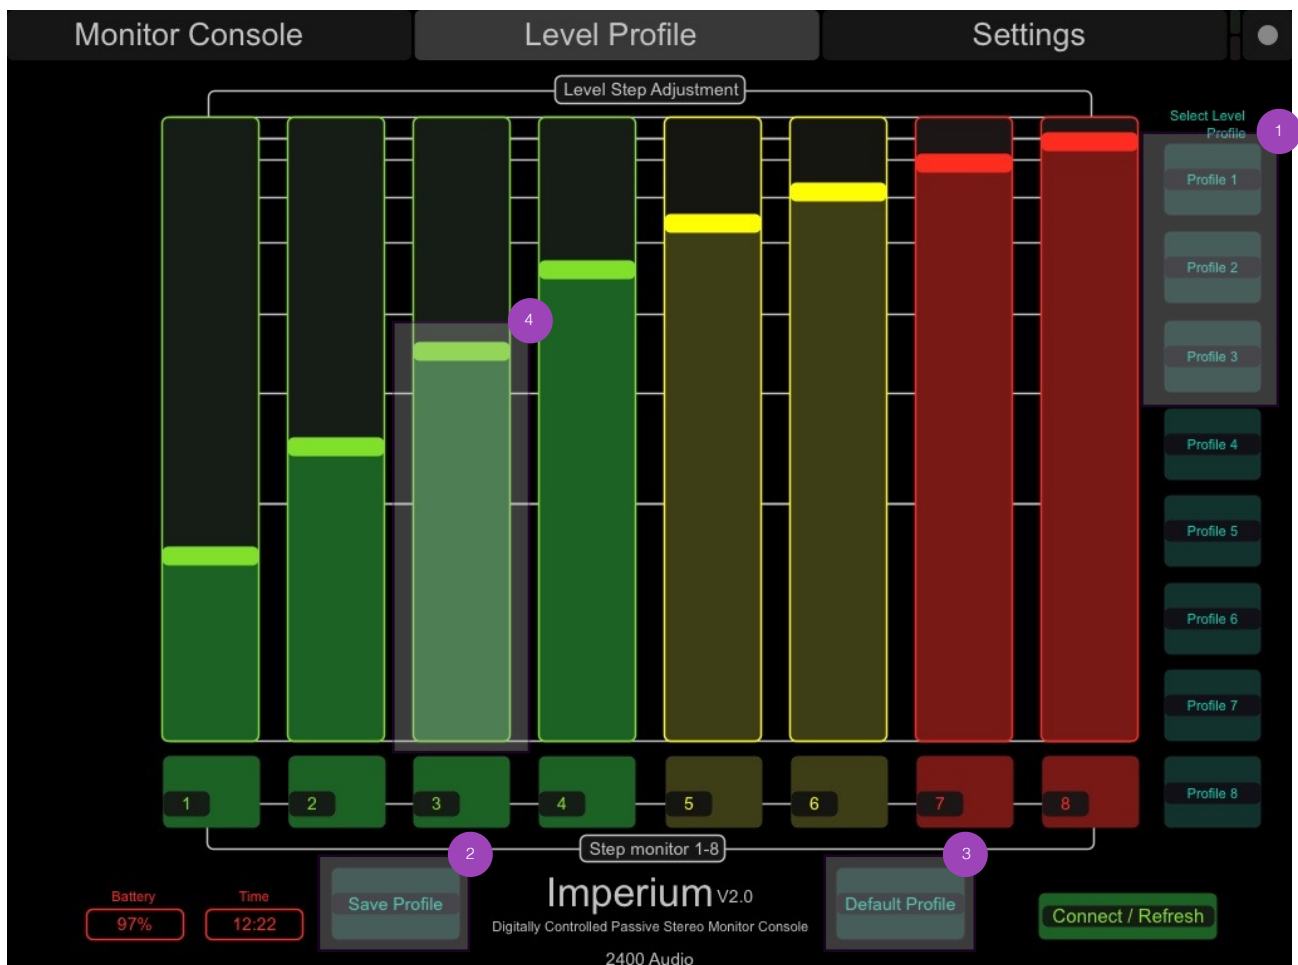 Monitor Console
Level Profile
Settings
Level Step Adjustment
Select Level
Profile
1
Profile 1
Profile 2
Profile 3
4
Profile 4
Profile 5
Profile 6
Profile 7
Profile 8
1
2
3
4
5
6
7
8
Step monitor 1-8
2
3
Battery
97%
Time
12:22
Save Profile
Imperium V2.0
Digitally Controlled Passive Stereo Monitor Console
2400 Audio
Default Profile
Connect / Refresh